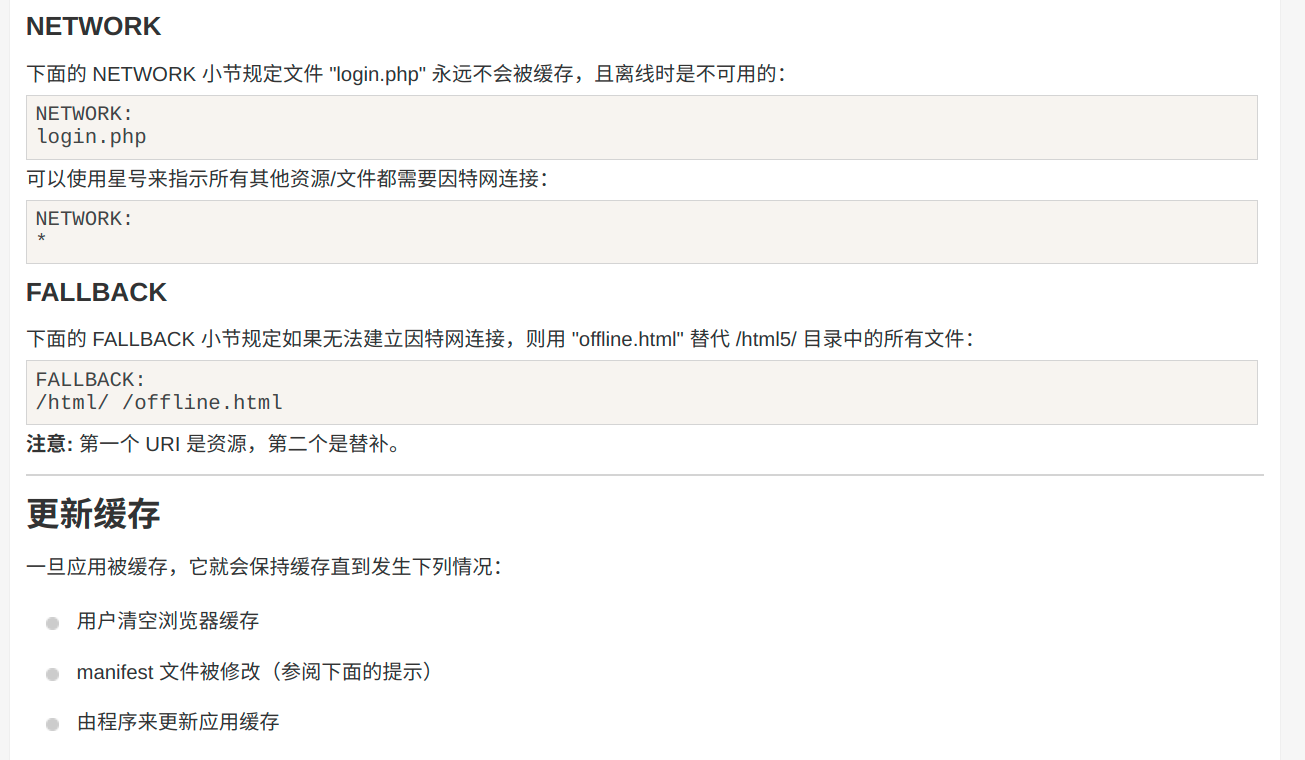 NETWORK
下面的 NETWORK 小节规定文件 "login.php" 永远不会被缓存，且离线时是不可用的：
NETWORK:
login.php
可以使用星号来指示所有其他资源/文件都需要因特网连接：
NETWORK:
*
FALLBACK
下面的 FALLBACK 小节规定如果无法建立因特网连接，则用 "offline.html" 替代 /html5/ 目录中的所有文件：
FALLBACK:
/html/ /offline.html
注意: 第一个 URI 是资源，第二个是替补。
更新缓存
一旦应用被缓存，它就会保持缓存直到发生下列情况：
用户清空浏览器缓存
manifest 文件被修改（参阅下面的提示）
由程序来更新应用缓存